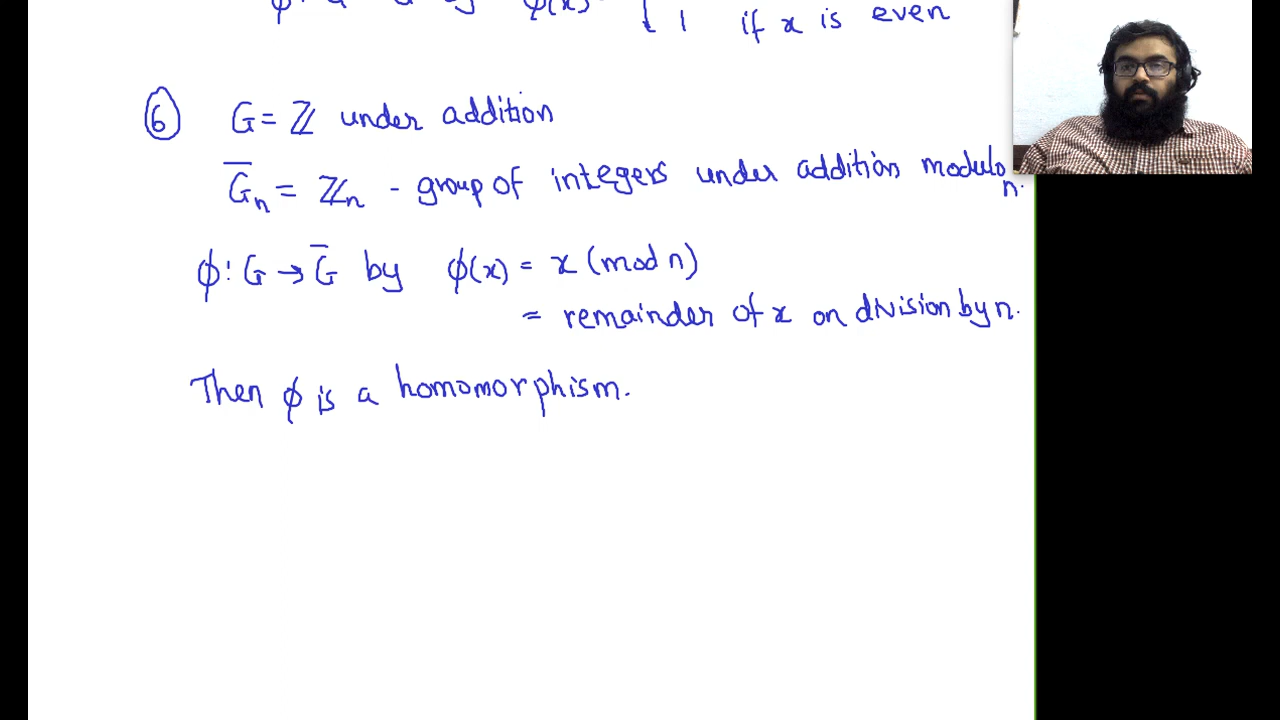 if x is even
⑥ G = ℤ under addition
G̅ₙ = ℤₙ - group of integers under addition modulo n.
ϕ: G → G̅ by ϕ(x) = x (mod n)
= remainder of x on division by n.
Then ϕ is a homomorphism.